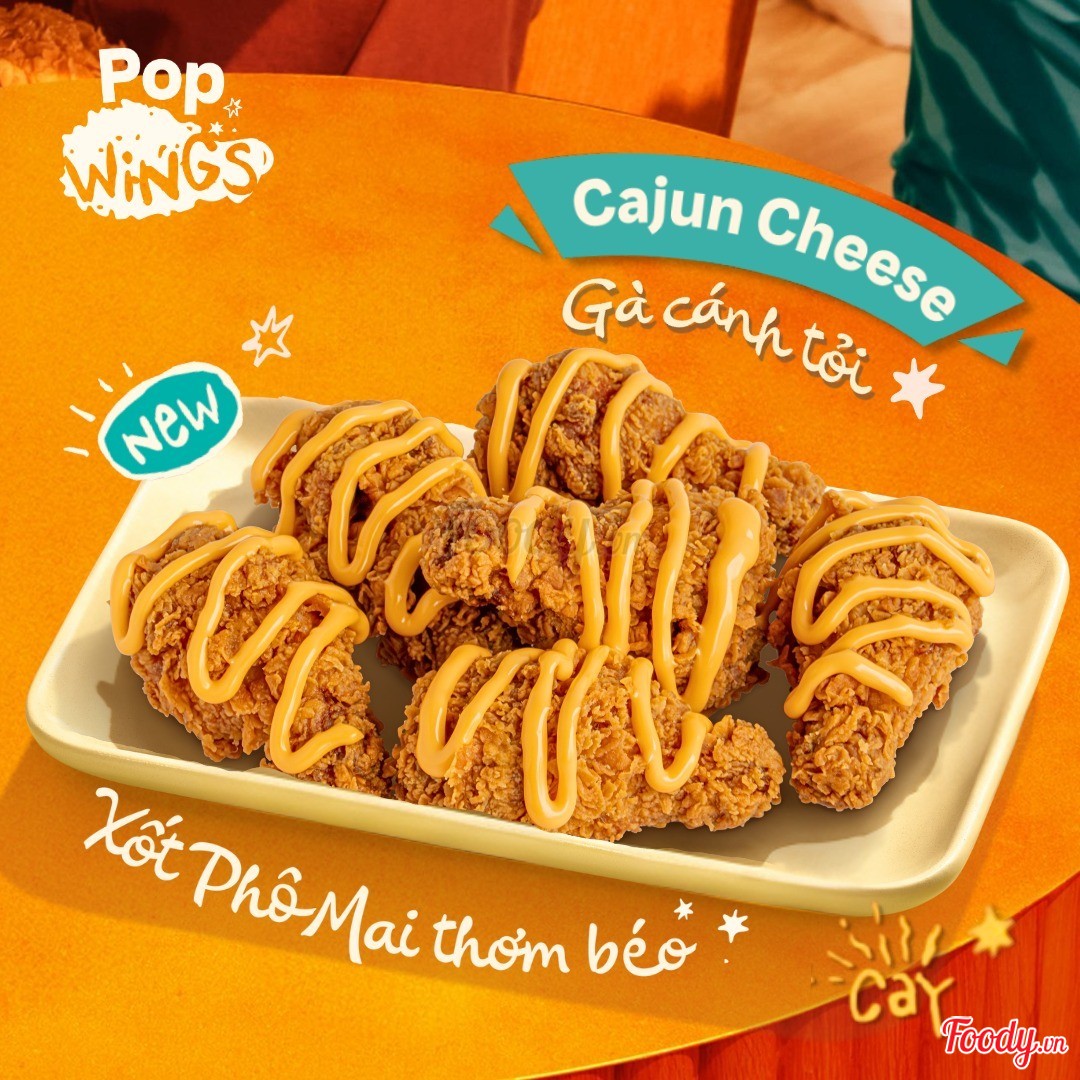 Pop
WiNGS
Cajun Cheese
Gà cánh tỏi
New
Xốt Phô Mai thơm béo
cay
Foody.vn